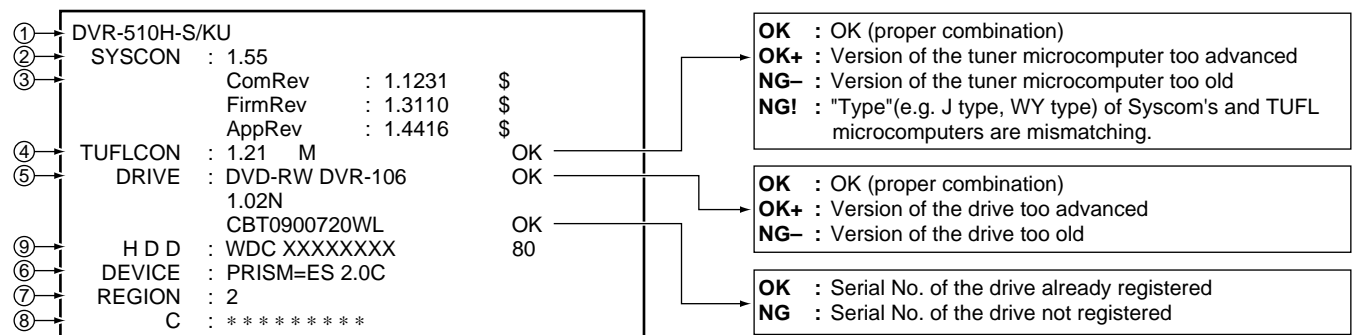 ① DVR-510H-S/KU
② SYSCON : 1.55
③ ComRev : 1.1231 $
FirmRev : 1.3110 $
AppRev : 1.4416 $
④ TUFLCON : 1.21 M OK
⑤ DRIVE : DVD-RW DVR-106 OK
1.02N
CBT0900720WL OK
⑨ H D D : WDC XXXXXXXX 80
⑥ DEVICE : PRISM=ES 2.0C
⑦ REGION : 2
⑧ C : * * * * * * * * *
OK : OK (proper combination)
OK+ : Version of the tuner microcomputer too advanced
NG– : Version of the tuner microcomputer too old
NG! : "Type"(e.g. J type, WY type) of Syscom's and TUFL
microcomputers are mismatching.
OK : OK (proper combination)
OK+ : Version of the drive too advanced
NG– : Version of the drive too old
OK : Serial No. of the drive already registered
NG : Serial No. of the drive not registered